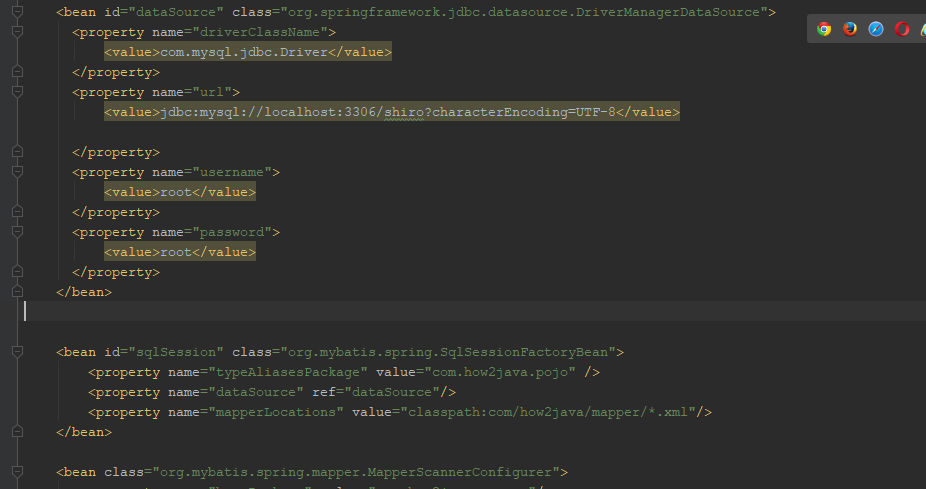 <bean id="dataSource" class="org.springframework.jdbc.datasource.DriverManagerDataSource">
<property name="driverClassName">
<value>com.mysql.jdbc.Driver</value>
</property>
<property name="url">
<value>jdbc:mysql://localhost:3306/shiro?characterEncoding=UTF-8</value>
</property>
<property name="username">
<value>root</value>
</property>
<property name="password">
<value>root</value>
</property>
</bean>
<bean id="sqlSession" class="org.mybatis.spring.SqlSessionFactoryBean">
<property name="typeAliasesPackage" value="com.how2java.pojo" />
<property name="dataSource" ref="dataSource"/>
<property name="mapperLocations" value="classpath:com/how2java/mapper/*.xml"/>
</bean>
<bean class="org.mybatis.spring.mapper.MapperScannerConfigurer">